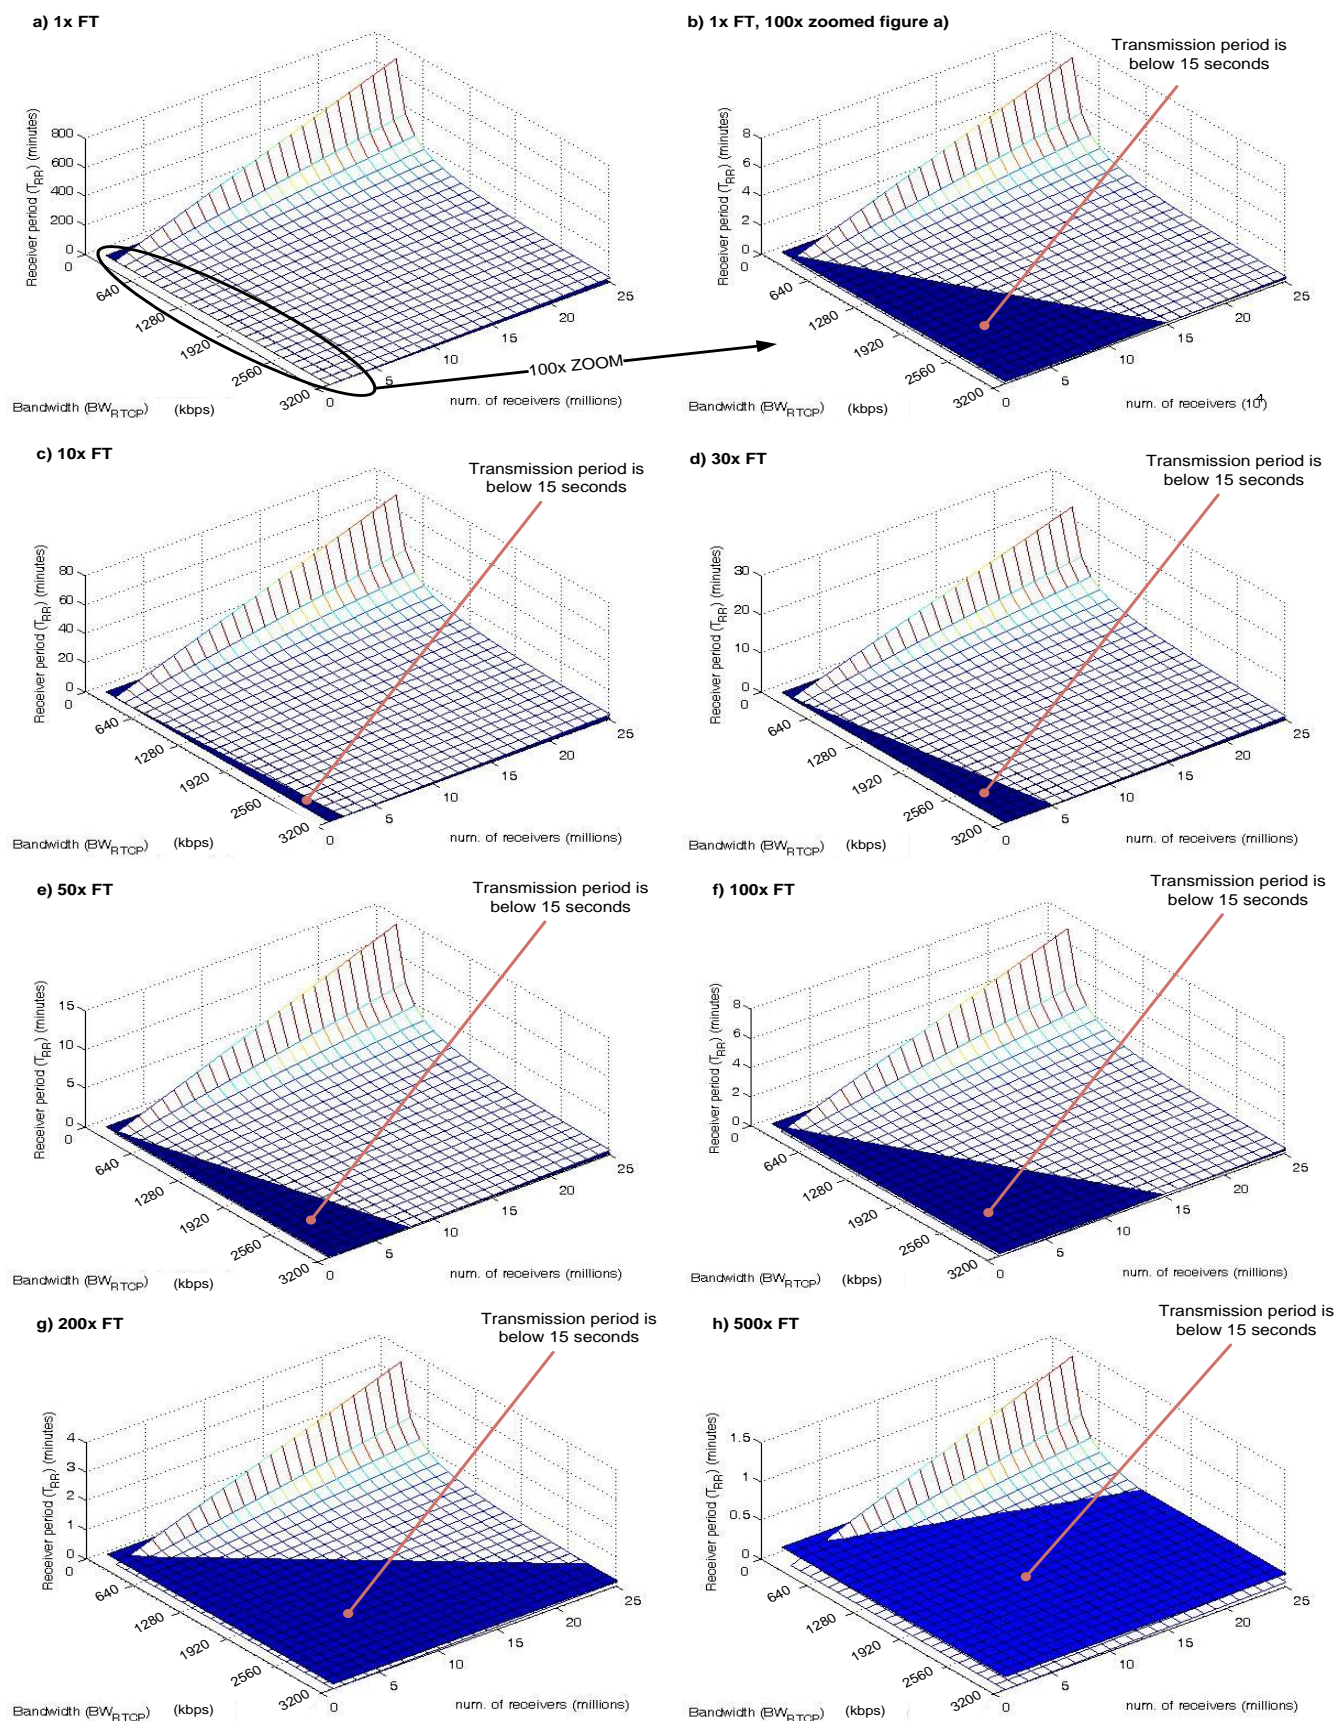 a) 1x FT
Receiver period (T_RR) (minutes)
800
600
400
200
0
0
640
1280
1920
2560
3200
0
5
10
15
20
25
100x ZOOM
Bandwidth (BW_RTCP) (kbps)
num. of receivers (millions)
b) 1x FT, 100x zoomed figure a)
Transmission period is
below 15 seconds
Receiver period (T_RR) (minutes)
8
6
4
2
0
0
640
1280
1920
2560
3200
0
5
10
15
20
25
Bandwidth (BW_RTCP) (kbps)
num. of receivers (10^4)
c) 10x FT
Transmission period is
below 15 seconds
Receiver period (T_RR) (minutes)
80
60
40
20
0
0
640
1280
1920
2560
3200
0
5
10
15
20
25
Bandwidth (BW_RTCP) (kbps)
num. of receivers (millions)
d) 30x FT
Transmission period is
below 15 seconds
Receiver period (T_RR) (minutes)
30
20
10
0
0
640
1280
1920
2560
3200
0
5
10
15
20
25
Bandwidth (BW_RTCP) (kbps)
num. of receivers (millions)
e) 50x FT
Transmission period is
below 15 seconds
Receiver period (T_RR) (minutes)
15
10
5
0
0
640
1280
1920
2560
3200
0
5
10
15
20
25
Bandwidth (BW_RTCP) (kbps)
num. of receivers (millions)
f) 100x FT
Transmission period is
below 15 seconds
Receiver period (T_RR) (minutes)
8
6
4
2
0
0
640
1280
1920
2560
3200
0
5
10
15
20
25
Bandwidth (BW_RTCP) (kbps)
num. of receivers (millions)
g) 200x FT
Transmission period is
below 15 seconds
Receiver period (T_RR) (minutes)
4
3
2
1
0
0
640
1280
1920
2560
3200
0
5
10
15
20
25
Bandwidth (BW_RTCP) (kbps)
num. of receivers (millions)
h) 500x FT
Transmission period is
below 15 seconds
Receiver period (T_RR) (minutes)
1.5
1
0.5
0
0
640
1280
1920
2560
3200
0
5
10
15
20
25
Bandwidth (BW_RTCP) (kbps)
num. of receivers (millions)